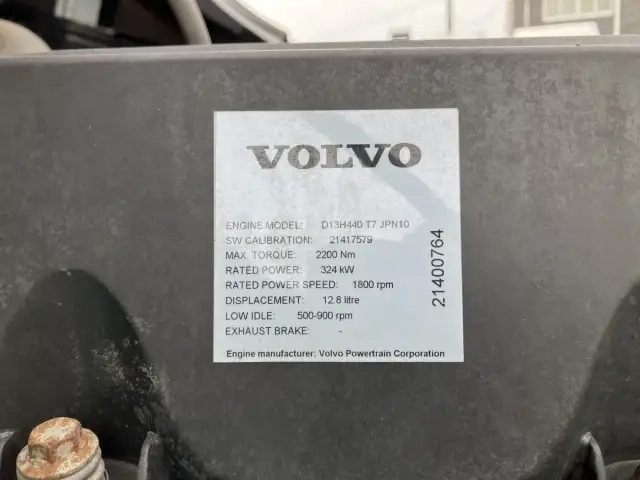 VOLVO
ENGINE MODEL: D13H440 T7 JPN10
SW CALIBRATION: 21417579
MAX. TORQUE: 2200 Nm
RATED POWER: 324 kW
RATED POWER SPEED: 1800 rpm
DISPLACEMENT: 12.8 litre
LOW IDLE: 500-900 rpm
EXHAUST BRAKE: -
Engine manufacturer: Volvo Powertrain Corporation
21400764